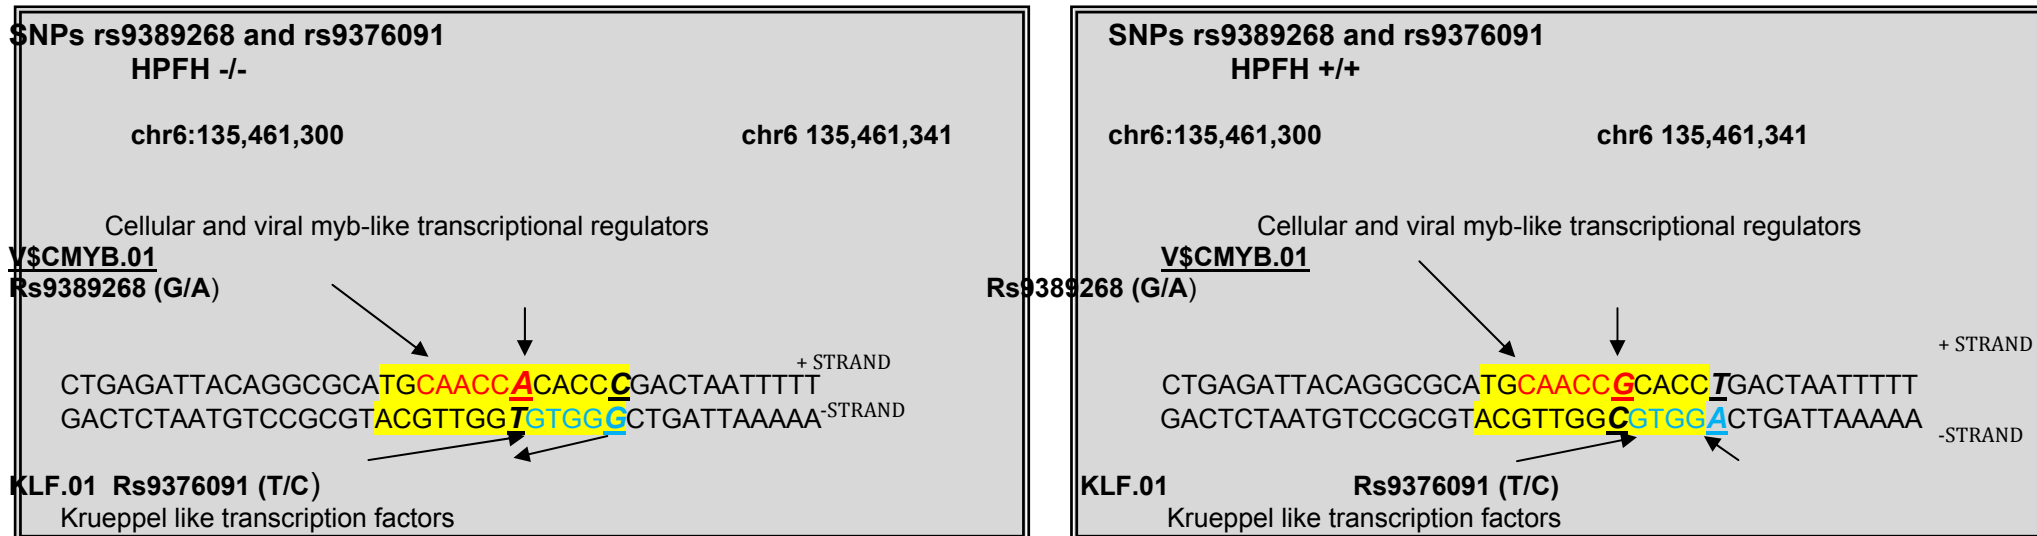 SNPs rs9389268 and rs9376091
HPFH -/-
chr6:135,461,300 chr6 135,461,341
Cellular and viral myb-like transcriptional regulators
V$CMYB.01
Rs9389268 (G/A)
+ STRAND
CTGAGATTACAGGCGCATGCAACCACACCCGACTAATTTTT
GACTCTAATGTCCGCGTACGTTGGTGTGGGCTGATTAAAAA -STRAND
KLF.01 Rs9376091 (T/C)
Krueppel like transcription factors
SNPs rs9389268 and rs9376091
HPFH +/+
chr6:135,461,300 chr6 135,461,341
Cellular and viral myb-like transcriptional regulators
V$CMYB.01
Rs9389268 (G/A)
+ STRAND
CTGAGATTACAGGCGCATGCAACCGCACCTGACTAATTTTT
GACTCTAATGTCCGCGTACGTTGGCGTGGACTGATTAAAAA
-STRAND
KLF.01 Rs9376091 (T/C)
Krueppel like transcription factors